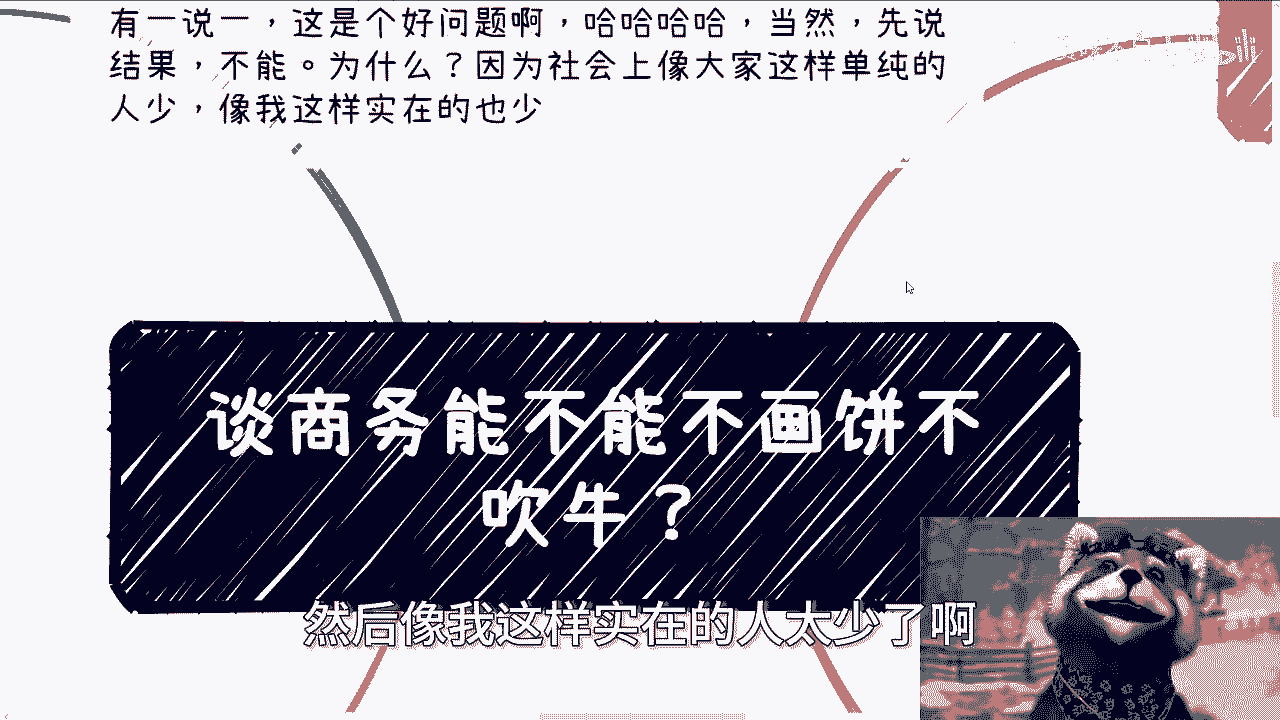 有一说一，这是个好问题啊，哈哈哈哈，当然，先说
结果，不能。为什么？因为社会上像大家这样单纯的
人少，像我这样实在的也少
谈商务能不能不画饼不
吹牛？
然后像我这样实在的人太少了啊